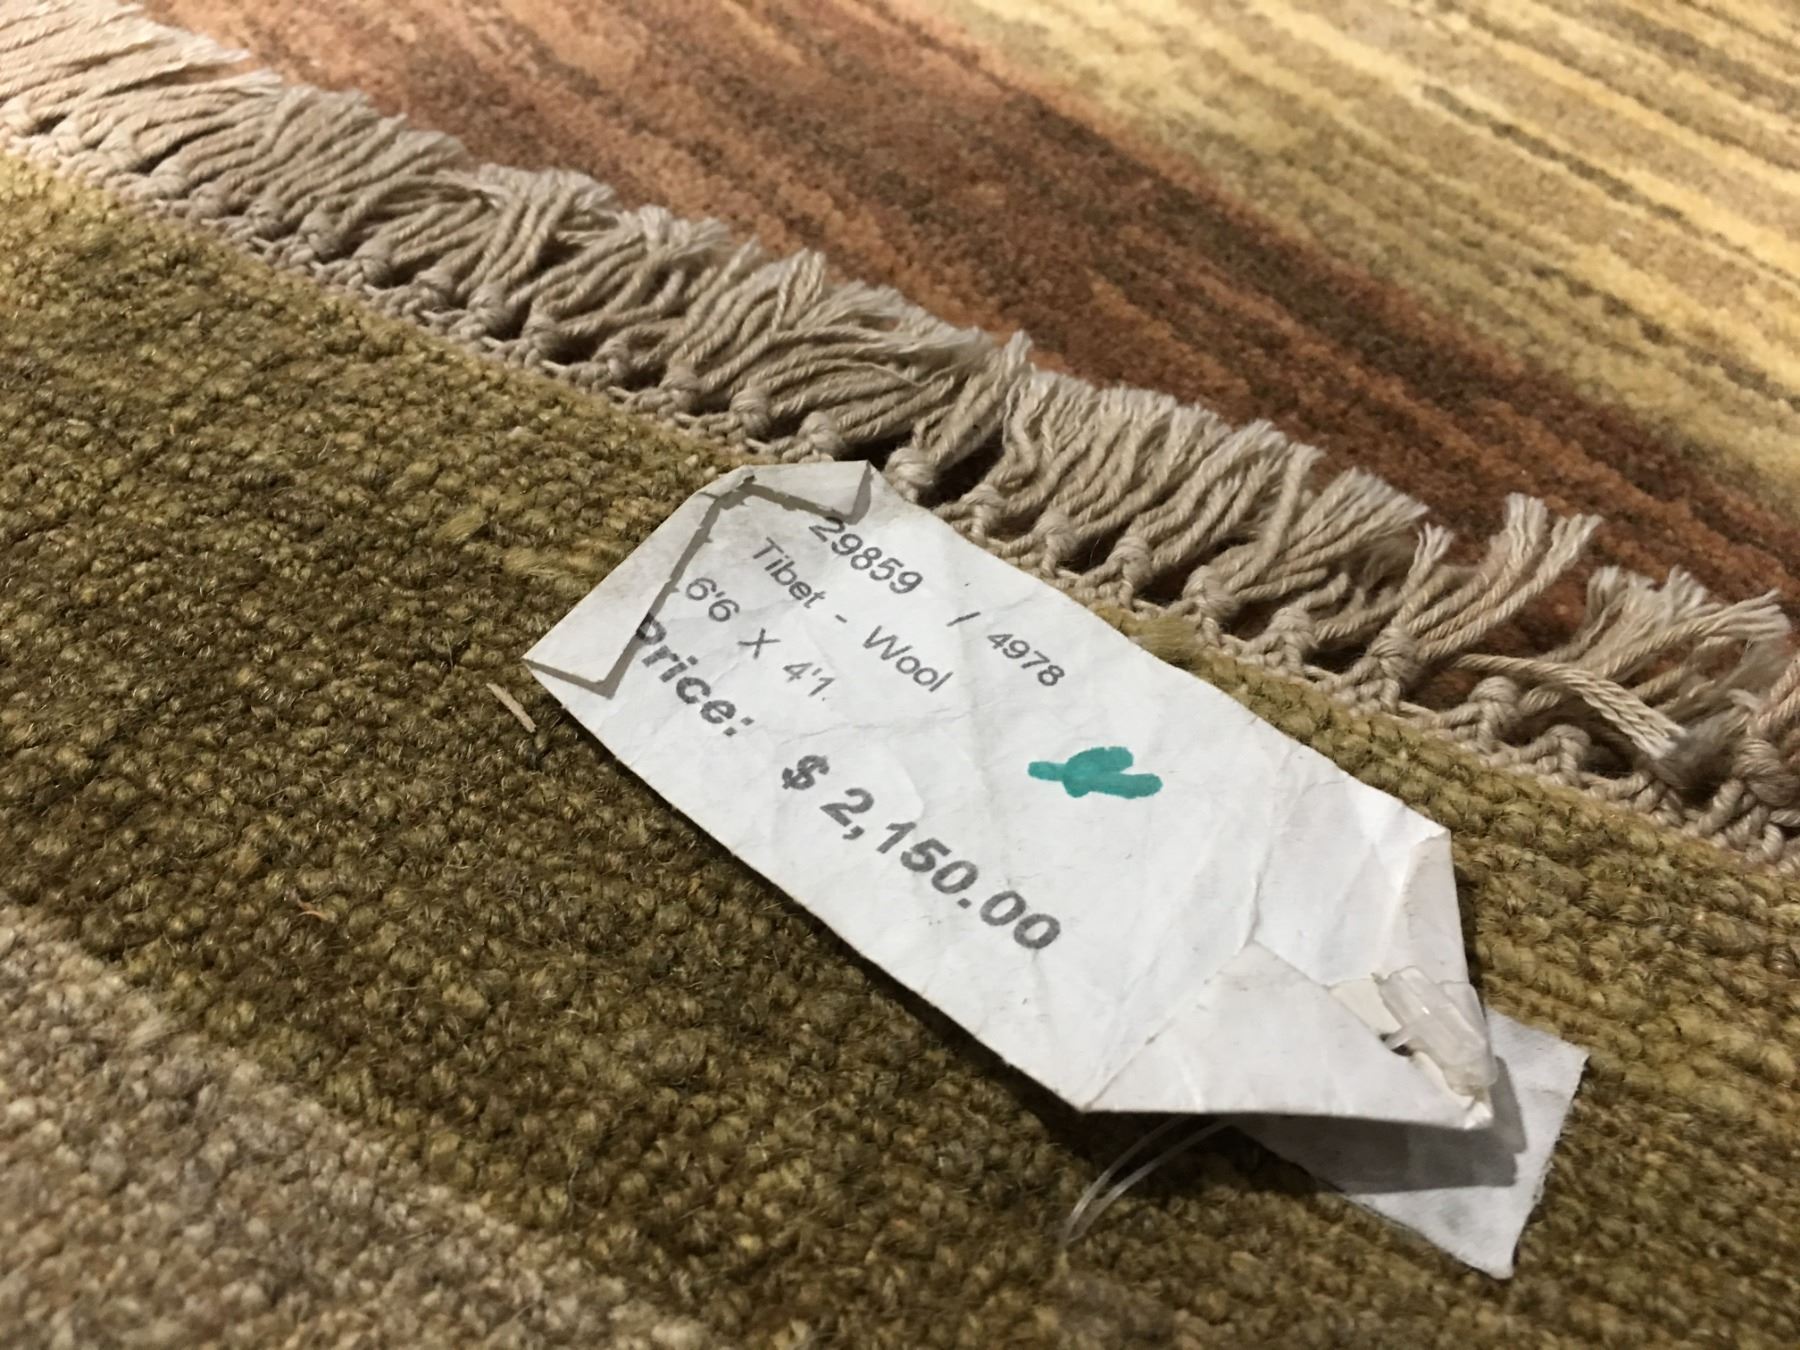 29859 / 4978
Tibet - Wool
6'6 X 4'1
Price: $ 2,150.00